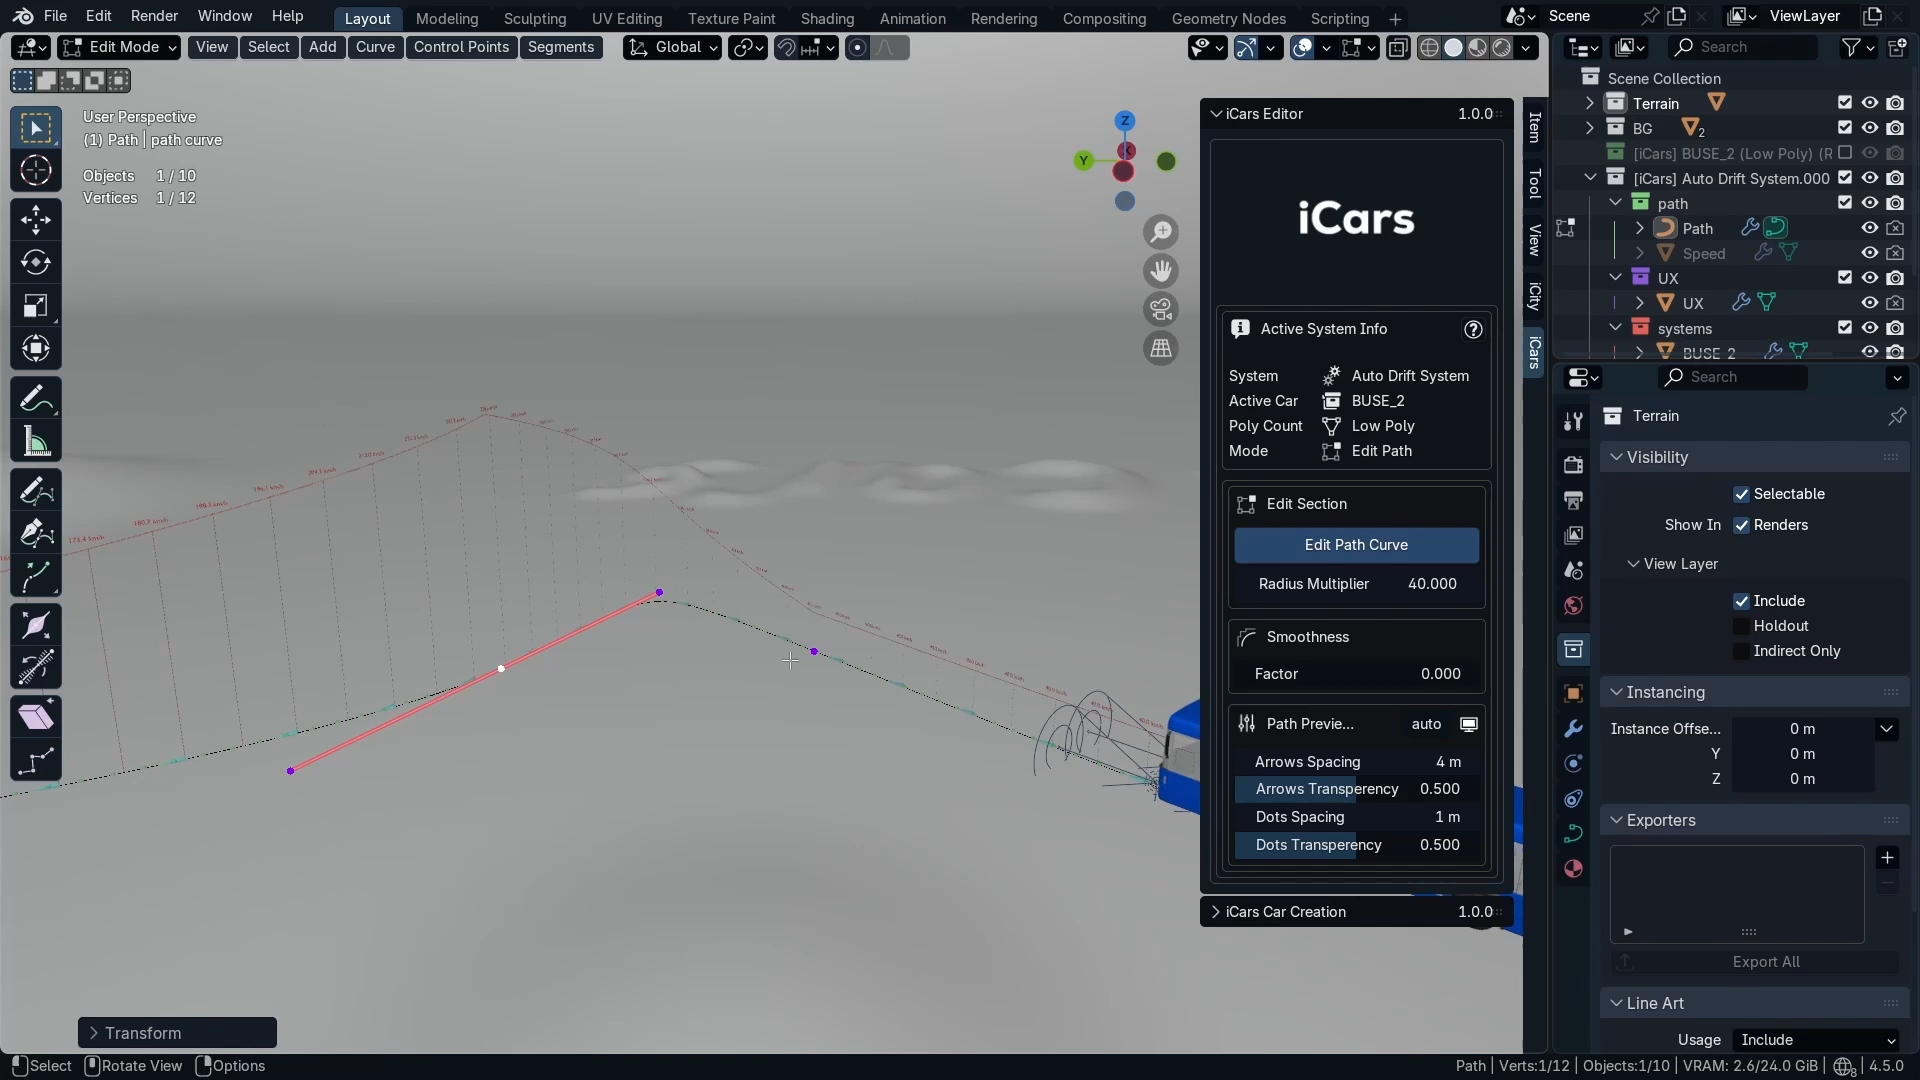 File Edit Render Window Help
Layout Modeling Sculpting UV Editing Texture Paint Shading Animation Rendering Compositing Geometry Nodes Scripting
Scene
ViewLayer
Edit Mode View Select Add Curve Control Points Segments
Global
Search
User Perspective
(1) Path | path curve
Objects 1 / 10
Vertices 1 / 12
Z
Y
X
iCars Editor 1.0.0
iCars
Active System Info
System Auto Drift System
Active Car BUSE_2
Poly Count Low Poly
Mode Edit Path
Edit Section
Edit Path Curve
Radius Multiplier 40.000
Smoothness
Factor 0.000
Path Previe... auto
Arrows Spacing 4 m
Arrows Transparency 0.500
Dots Spacing 1 m
Dots Transparency 0.500
iCars Car Creation 1.0.0
Item
Tool
View
iCity
iCars
Scene Collection
Terrain
BG 2
[iCars] BUSE_2 (Low Poly) (R
[iCars] Auto Drift System.000
path
Path
Speed
UX
UX
systems
BUSE_2
Search
Terrain
Visibility
Selectable
Show In Renders
View Layer
Include
Holdout
Indirect Only
Instancing
Instance Offse... 0 m
Y 0 m
Z 0 m
Exporters
Export All
Line Art
Usage Include
Transform
Select Rotate View Options
Path | Verts:1/12 | Objects:1/10 | VRAM: 2.6/24.0 GiB | 8 | 4.5.0